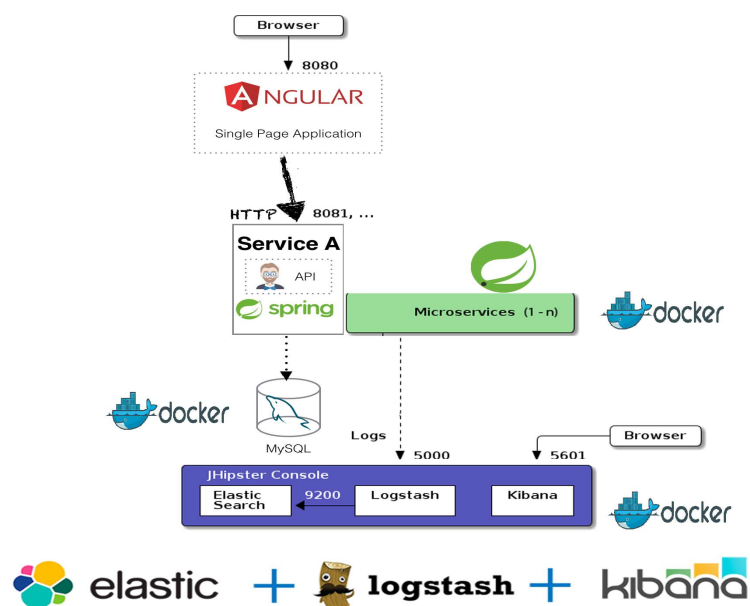 Browser
8080
ANGULAR
Single Page Application
HTTP 8081, ...
Service A
API
spring
Microservices (1 - n)
docker
docker
MySQL
Logs
Browser
5000
5601
JHipster Console
Elastic
Search
9200
Logstash
Kibana
docker
elastic + logstash + kibana